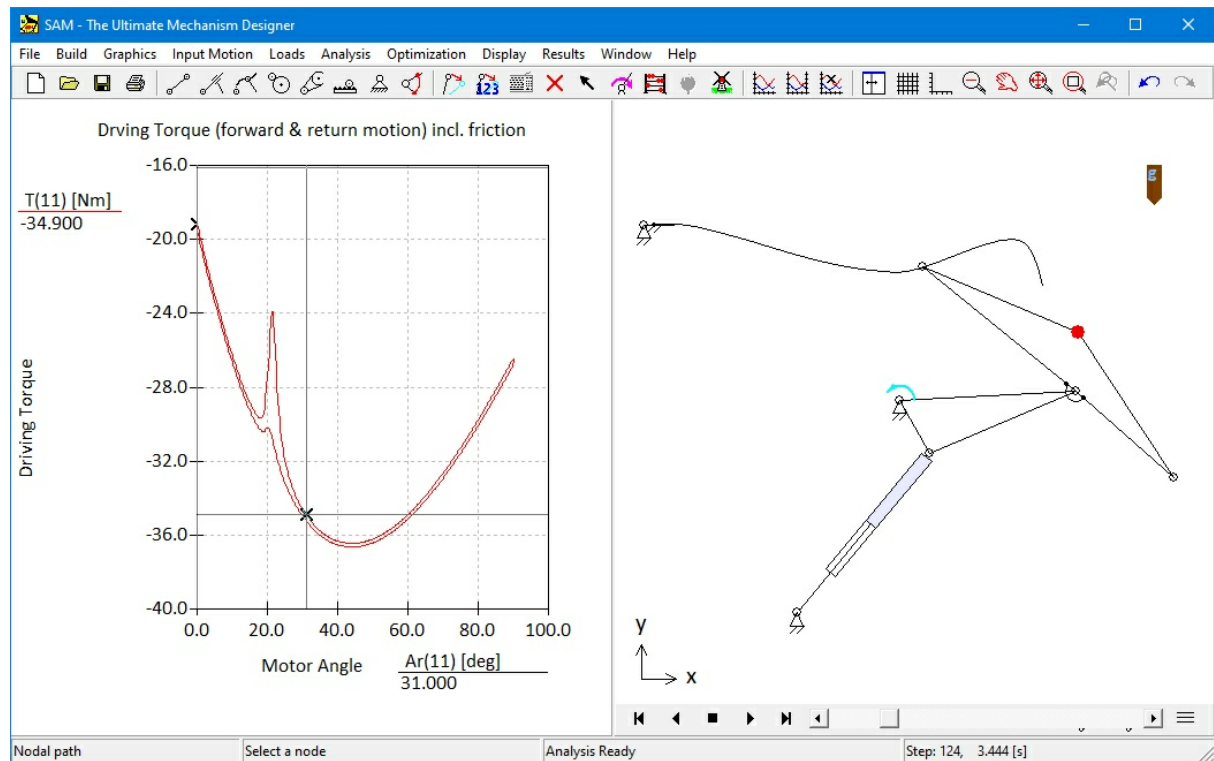 SAM - The Ultimate Mechanism Designer
File Build Graphics Input Motion Loads Analysis Optimization Display Results Window Help
123
Drving Torque (forward & return motion) incl. friction
T(11) [Nm]
-34.900
Driving Torque
-16.0
-20.0
-24.0
-28.0
-32.0
-36.0
-40.0
0.0 20.0 40.0 60.0 80.0 100.0
Motor Angle
Ar(11) [deg]
31.000
g
y
x
Nodal path
Select a node
Analysis Ready
Step: 124, 3.444 [s]